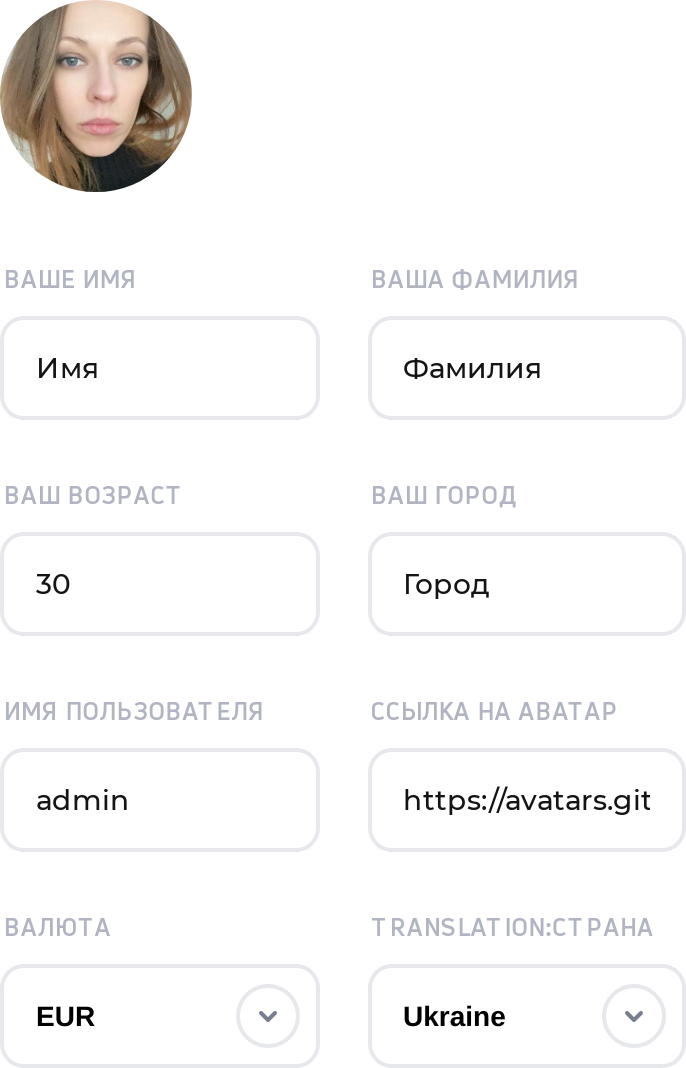 ВАШЕ ИМЯ
ВАША ФАМИЛИЯ
Имя
Фамилия
ВАШ ВОЗРАСТ
ВАШ ГОРОД
30
Город
ИМЯ ПОЛЬЗОВАТЕЛЯ
ССЫЛКА НА АВАТАР
admin
https://avatars.git
ВАЛЮТА
TRANSLATION:СТРАНА
EUR
Ukraine